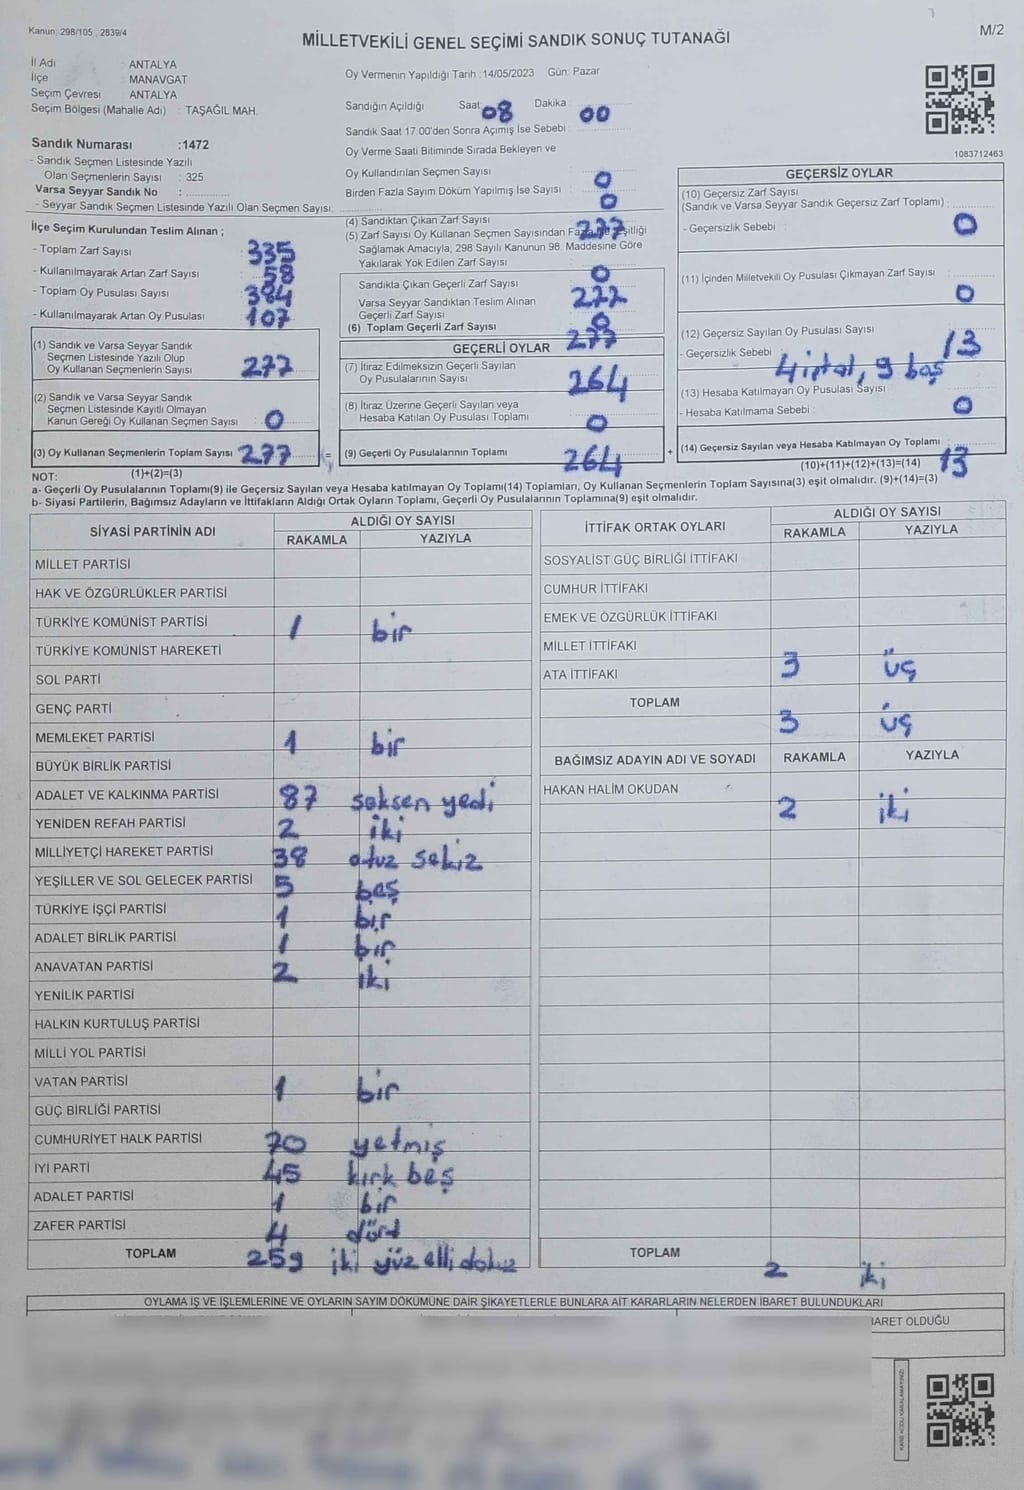 Kanun; 298/105 , 2839/4
MİLLETVEKİLİ GENEL SEÇİMİ SANDIK SONUÇ TUTANAĞI
M/2
İl Adı : ANTALYA
İlçe : MANAVGAT
Seçim Çevresi : ANTALYA
Seçim Bölgesi (Mahalle Adı) : TAŞAĞIL MAH.
Sandık Numarası :1472
- Sandık Seçmen Listesinde Yazılı
Olan Seçmenlerin Sayısı : 325
Varsa Seyyar Sandık No :
- Seyyar Sandık Seçmen Listesinde Yazılı Olan Seçmen Sayısı:
Oy Vermenin Yapıldığı Tarih :14/05/2023 Gün: Pazar
Sandığın Açıldığı Saat 08 Dakika 00
Sandık Saat 17:00'den Sonra Açımış İse Sebebi :
Oy Verme Saati Bitiminde Sırada Bekleyen ve
Oy Kullandırılan Seçmen Sayısı : 0
Birden Fazla Sayım Döküm Yapılmış İse Sayısı : 0
1083712463
İlçe Seçim Kurulundan Teslim Alınan ;
- Toplam Zarf Sayısı : 335
- Kullanılmayarak Artan Zarf Sayısı : 58
- Toplam Oy Pusulası Sayısı : 384
- Kullanılmayarak Artan Oy Pusulası : 107
(1) Sandık ve Varsa Seyyar Sandık
Seçmen Listesinde Yazılı Olup
Oy Kullanan Seçmenlerin Sayısı 277
(2) Sandık ve Varsa Seyyar Sandık
Seçmen Listesinde Kayıtlı Olmayan
Kanun Gereği Oy Kullanan Seçmen Sayısı 0
(3) Oy Kullanan Seçmenlerin Toplam Sayısı 277
(1)+(2)=(3)
(4) Sandıktan Çıkan Zarf Sayısı 277
(5) Zarf Sayısı Oy Kullanan Seçmen Sayısından Fazla İse Eşitliği
Sağlamak Amacıyla, 298 Sayılı Kanunun 98. Maddesine Göre
Yakılarak Yok Edilen Zarf Sayısı 0
Sandıkta Çıkan Geçerli Zarf Sayısı 277
Varsa Seyyar Sandıktan Teslim Alınan
Geçerli Zarf Sayısı 0
(6) Toplam Geçerli Zarf Sayısı 277
GEÇERLİ OYLAR
(7) İtiraz Edilmeksizin Geçerli Sayılan
Oy Pusulalarının Sayısı 264
(8) İtiraz Üzerine Geçerli Sayılan veya
Hesaba Katılan Oy Pusulası Toplamı 0
= (9) Geçerli Oy Pusulalarının Toplamı 264
GEÇERSİZ OYLAR
(10) Geçersiz Zarf Sayısı
(Sandık ve Varsa Seyyar Sandık Geçersiz Zarf Toplamı) :
- Geçersizlik Sebebi : 0
(11) İçinden Milletvekili Oy Pusulası Çıkmayan Zarf Sayısı
0
(12) Geçersiz Sayılan Oy Pusulası Sayısı 13
- Geçersizlik Sebebi 4 iptal, 9 boş
(13) Hesaba Katılmayan Oy Pusulası Sayısı
- Hesaba Katılmama Sebebi : 0
+ (14) Geçersiz Sayılan veya Hesaba Katılmayan Oy Toplamı 13
(10)+(11)+(12)+(13)=(14)
NOT:
a- Geçerli Oy Pusulalarının Toplamı(9) ile Geçersiz Sayılan veya Hesaba katılmayan Oy Toplamı(14) Toplamları, Oy Kullanan Seçmenlerin Toplam Sayısına(3) eşit olmalıdır. (9)+(14)=(3)
b- Siyasi Partilerin, Bağımsız Adayların ve İttifakların Aldığı Ortak Oyların Toplamı, Geçerli Oy Pusulalarının Toplamına(9) eşit olmalıdır.
SİYASİ PARTİNİN ADI ALDIĞI OY SAYISI
RAKAMLA YAZIYLA
MİLLET PARTİSİ
HAK VE ÖZGÜRLÜKLER PARTİSİ
TÜRKİYE KOMÜNİST PARTİSİ 1 bir
TÜRKİYE KOMÜNİST HAREKETİ
SOL PARTİ
GENÇ PARTİ
MEMLEKET PARTİSİ 1 bir
BÜYÜK BİRLİK PARTİSİ
ADALET VE KALKINMA PARTİSİ 87 seksen yedi
YENİDEN REFAH PARTİSİ 2 iki
MİLLİYETÇİ HAREKET PARTİSİ 38 otuz sekiz
YEŞİLLER VE SOL GELECEK PARTİSİ 5 beş
TÜRKİYE İŞÇİ PARTİSİ 1 bir
ADALET BİRLİK PARTİSİ 1 bir
ANAVATAN PARTİSİ 2 iki
YENİLİK PARTİSİ
HALKIN KURTULUŞ PARTİSİ
MİLLİ YOL PARTİSİ
VATAN PARTİSİ 1 bir
GÜÇ BİRLİĞİ PARTİSİ
CUMHURİYET HALK PARTİSİ 70 yetmiş
İYİ PARTİ 45 kırk beş
ADALET PARTİSİ 1 bir
ZAFER PARTİSİ 4 dört
TOPLAM 259 iki yüz elli dokuz
İTTİFAK ORTAK OYLARI ALDIĞI OY SAYISI
RAKAMLA YAZIYLA
SOSYALİST GÜÇ BİRLİĞİ İTTİFAKI
CUMHUR İTTİFAKI
EMEK VE ÖZGÜRLÜK İTTİFAKI
MİLLET İTTİFAKI 3 üç
ATA İTTİFAKI
TOPLAM 3 üç
BAĞIMSIZ ADAYIN ADI VE SOYADI RAKAMLA YAZIYLA
HAKAN HALİM OKUDAN 2 iki
TOPLAM 2 iki
OYLAMA İŞ VE İŞLEMLERİNE VE OYLARIN SAYIM DÖKÜMÜNE DAİR ŞİKAYETLERLE BUNLARA AİT KARARLARIN NELERDEN İBARET BULUNDUKLARI
İBARET OLDUĞU
KARE KODU KARALAMAYINIZ!